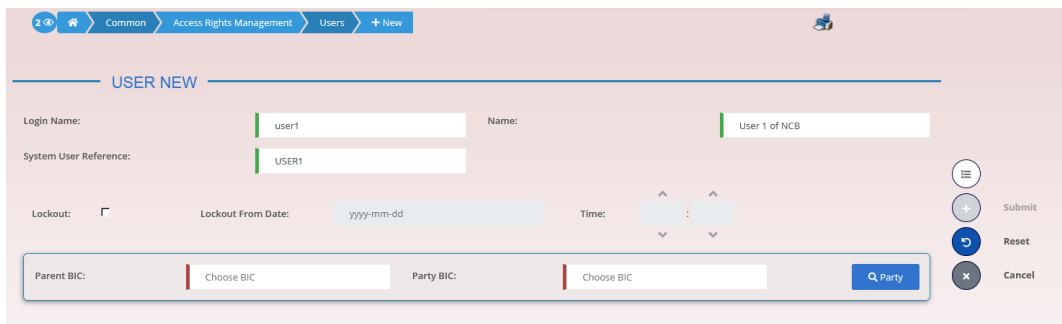 2 Common Access Rights Management Users + New
USER NEW
Login Name: user1 Name: User 1 of NCB
System User Reference: USER1
Lockout: Lockout From Date: yyyy-mm-dd Time: :
Submit
Reset
Parent BIC: Choose BIC Party BIC: Choose BIC Party
Cancel